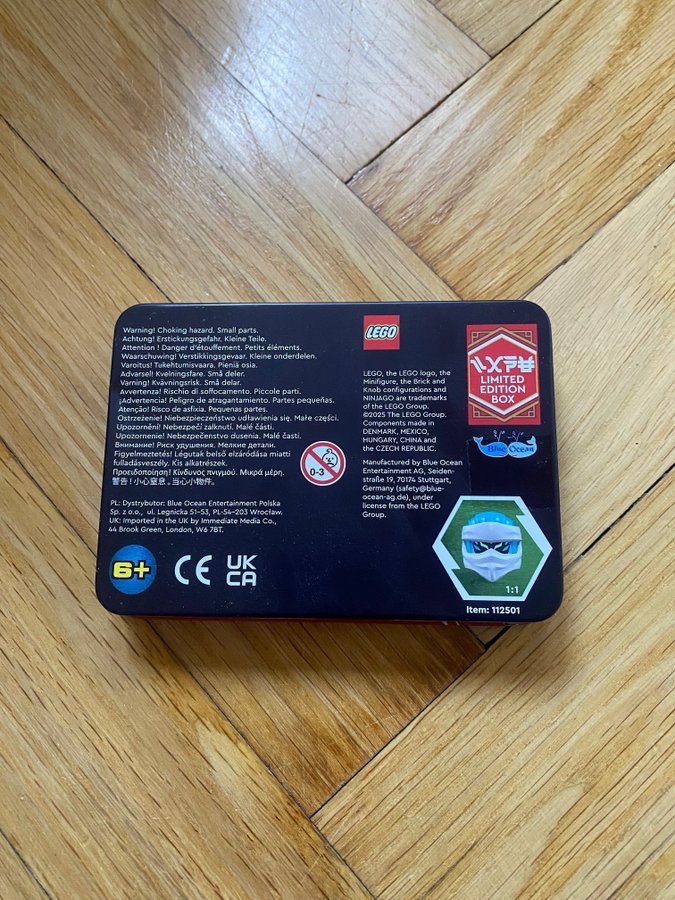 Warning! Choking hazard. Small parts.
Achtung! Erstickungsgefahr. Kleine Teile.
Attention ! Danger d'étouffement. Petits éléments.
Waarschuwing! Verstikkingsgevaar. Kleine onderdelen.
Varoitus! Tukehtumisvaara. Pieniä osia.
Advarsel! Kvelningsfare. Små deler.
Varning! Kvävningsrisk. Små delar.
Avvertenza! Rischio di soffocamento. Piccole parti.
¡Advertencia! Peligro de atragantamiento. Partes pequeñas.
Atenção! Risco de asfixia. Pequenas partes.
Ostrzeżenie! Niebezpieczeństwo udławienia się. Małe części.
Upozornění! Nebezpečí zalknutí. Malé části.
Upozornenie! Nebezpečenstvo dusenia. Malé časti.
Внимание! Риск удушения. Мелкие детали.
Figyelmeztetés! Légutak belső elzáródása miatti
fulladásveszély. Kis alkatrészek.
Προειδοποίηση! Κίνδυνος πνιγμού. Μικρά μέρη.
警告！小心窒息，当心小物件。
0-3
PL: Dystrybutor: Blue Ocean Entertainment Polska
Sp. z o.o., ul. Legnicka 51-53, PL-54-203 Wrocław.
UK: Imported in the UK by Immediate Media Co.,
44 Brook Green, London, W6 7BT.
6+
CE
UK
CA
LEGO
LEGO, the LEGO logo, the
Minifigure, the Brick and
Knob configurations and
NINJAGO are trademarks
of the LEGO Group.
©2025 The LEGO Group.
Components made in
DENMARK, MEXICO,
HUNGARY, CHINA and
the CZECH REPUBLIC.
Manufactured by Blue Ocean
Entertainment AG, Seiden-
straße 19, 70174 Stuttgart,
Germany (safety@blue-
ocean-ag.de), under
license from the LEGO
Group.
LIMITED
EDITION
BOX
Blue Ocean
1:1
Item: 112501